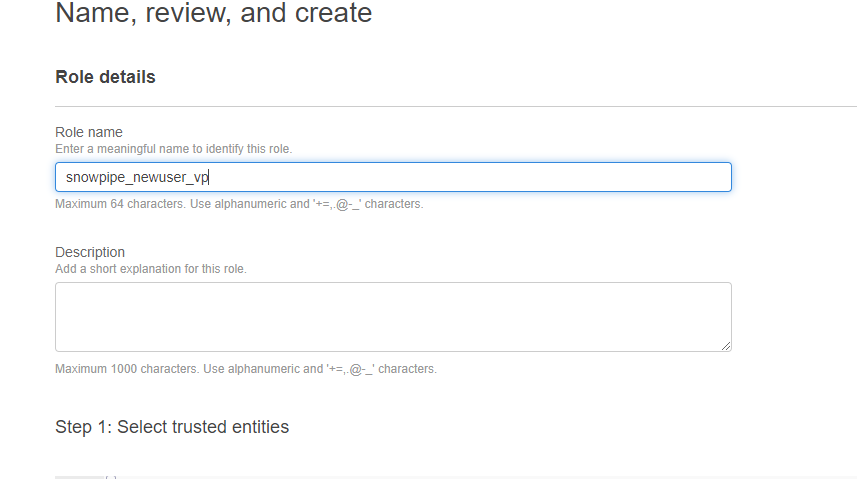 Name, review, and create
Role details
Role name
Enter a meaningful name to identify this role.
snowpipe_newuser_vp
Maximum 64 characters. Use alphanumeric and '+=,.@-_' characters.
Description
Add a short explanation for this role.
Maximum 1000 characters. Use alphanumeric and '+=,.@-_' characters.
Step 1: Select trusted entities